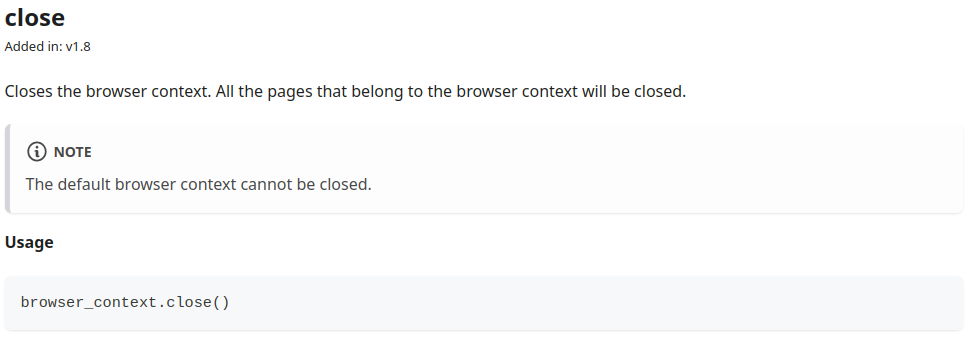 close
Added in: v1.8
Closes the browser context. All the pages that belong to the browser context will be closed.
NOTE
The default browser context cannot be closed.
Usage
browser_context.close()